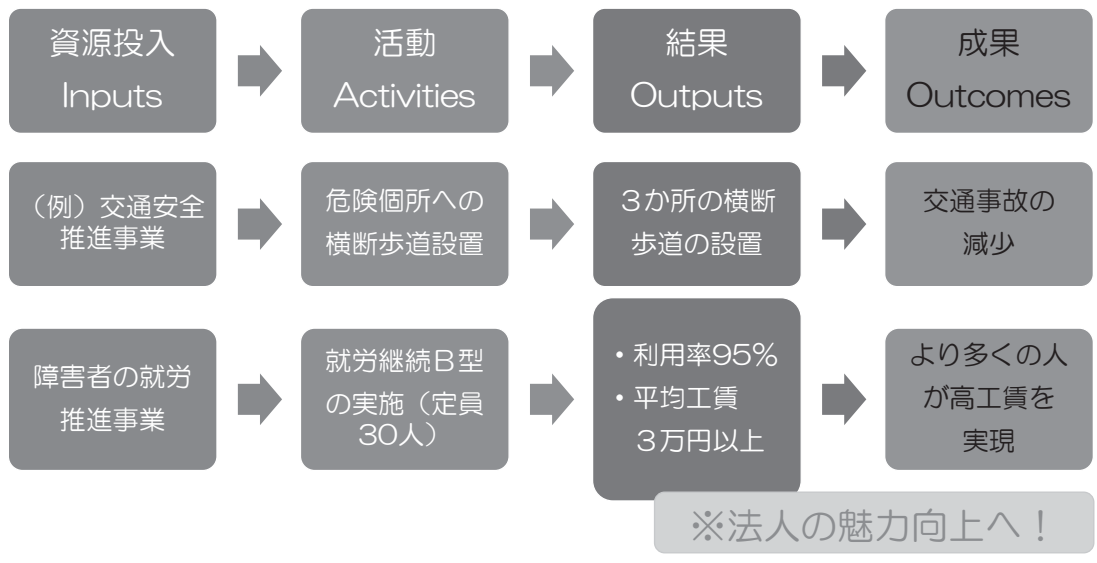 資源投入
Inputs
活動
Activities
結果
Outputs
成果
Outcomes
（例）交通安全
推進事業
危険個所への
横断歩道設置
３か所の横断
歩道の設置
交通事故の
減少
障害者の就労
推進事業
就労継続Ｂ型
の実施（定員
30人）
・利用率95%
・平均工賃
３万円以上
より多くの人
が高工賃を
実現
※法人の魅力向上へ！